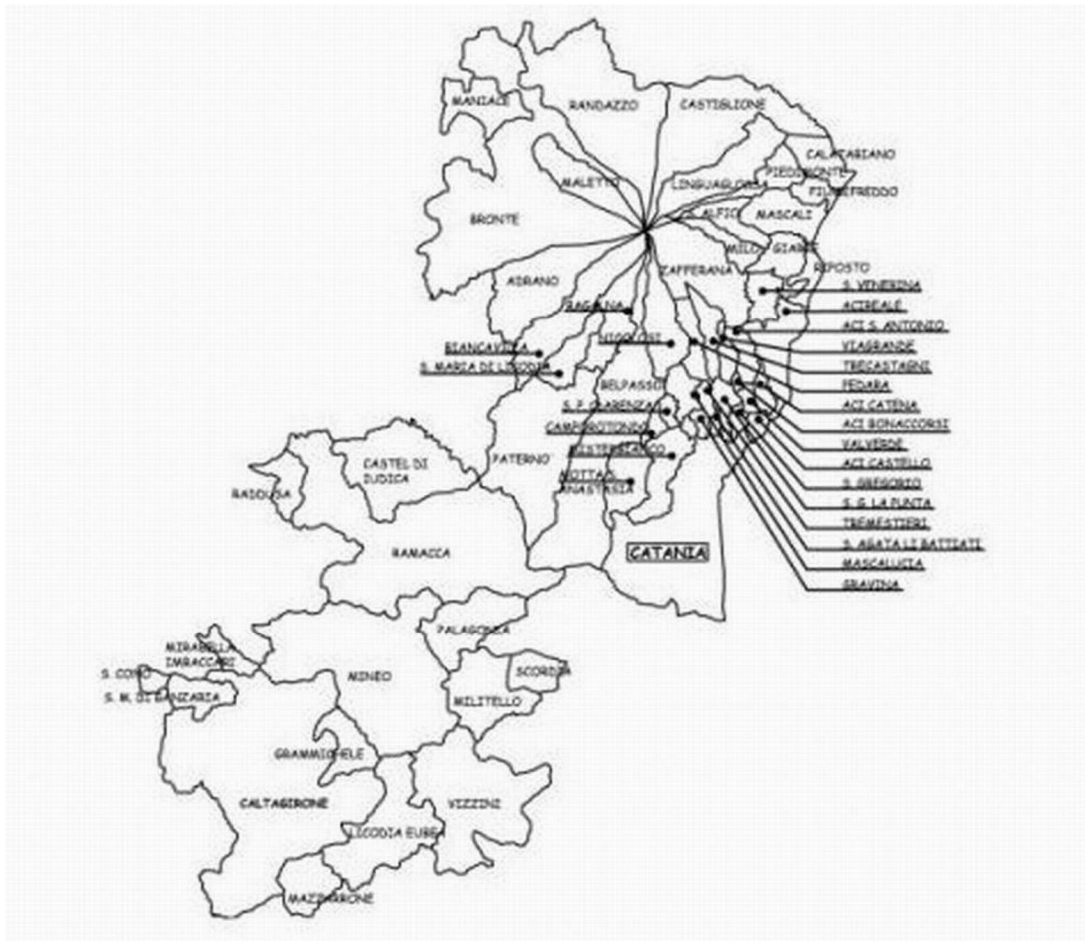 MANIACE
RANDAZZO
CASTIGLIONE
CALATABIANO
PIEDIMONTE
MALETTO
LINGUAGLOSSA
FIUMEFREDDO
BRONTE
S. ALFIO
MASCALI
MILO
GIARRE
ADRANO
ZAFFERANA
RIPOSTO
S. VENERINA
RAGALNA
ACIREALE
ACI S. ANTONIO
NICOLOSI
VIAGRANDE
BIANCAVILLA
TRECASTAGNI
S. MARIA DI LICODIA
BELPASSO
PEDARA
S. P. CLARENZA
ACI CATENA
CAMPOROTONDO
ACI BONACCORSI
MISTERBIANCO
VALVERDE
PATERNO'
CASTEL DI
IUDICA
ACI CASTELLO
MOTTA S.
ANASTASIA
S. GREGORIO
RADDUSA
S. G. LA PUNTA
TREMESTIERI
RAMACCA
CATANIA
S. AGATA LI BATTIATI
MASCALUCIA
GRAVINA
PALAGONIA
MIRABELLA
IMBACCARI
S. CONO
MINEO
SCORDIA
S. M. DI GANZARIA
MILITELLO
GRAMMICHELE
CALTAGIRONE
VIZZINI
LICODIA EUBEA
MAZZARRONE